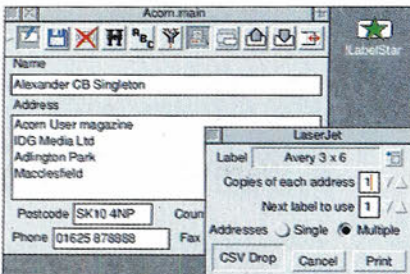 Acorn.main
!LabelStar
Name
Alexander CB Singleton
Address
Acorn User magazine
IDG Media Ltd
Adlington Park
Macclesfield
Postcode SK10 4NP Coun
Phone 01625 878888 Fax
LaserJet
Label Avery 3 x 6
Copies of each address 1
Next label to use 1
Addresses Single Multiple
CSV Drop Cancel Print